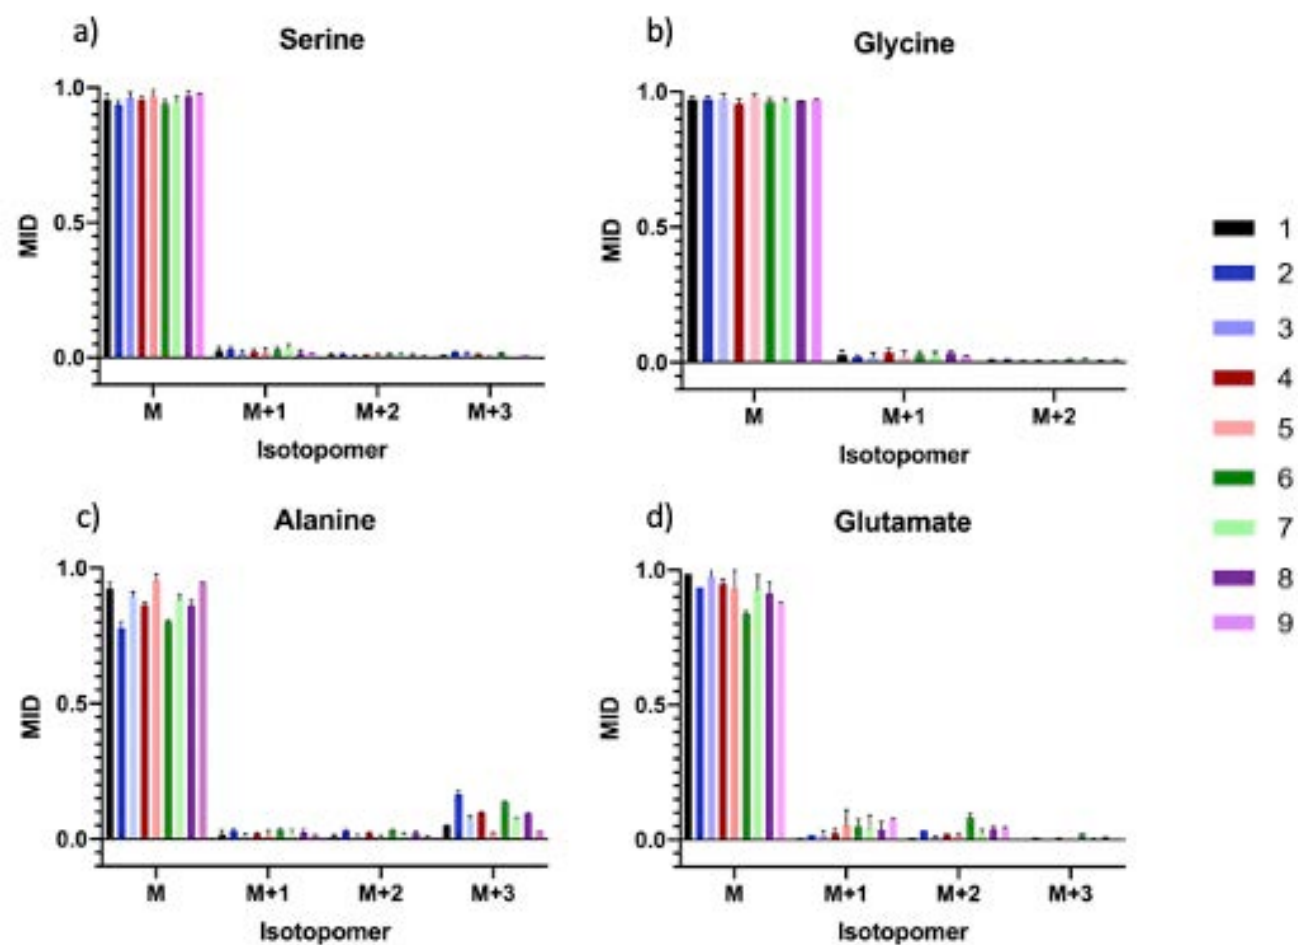 a) Serine
1.0
0.5
0.0
MID
M M+1 M+2 M+3
Isotopomer
b) Glycine
1.0
0.5
0.0
MID
M M+1 M+2
Isotopomer
1
2
3
4
5
6
7
8
9
c) Alanine
1.0
0.5
0.0
MID
M M+1 M+2 M+3
Isotopomer
d) Glutamate
1.0
0.5
0.0
MID
M M+1 M+2 M+3
Isotopomer